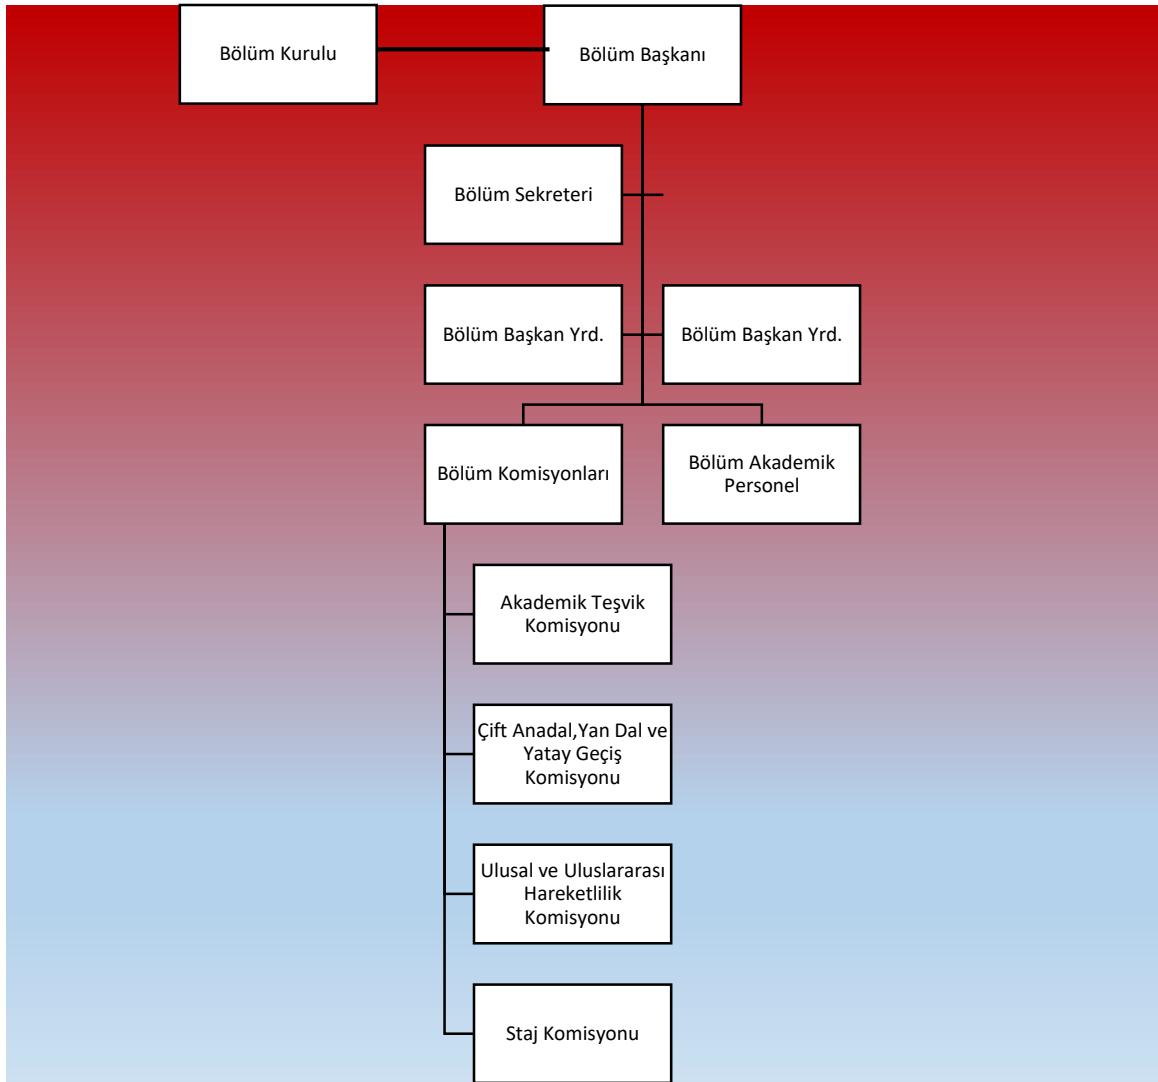 Bölüm Kurulu
Bölüm Başkanı
Bölüm Sekreteri
Bölüm Başkan Yrd.
Bölüm Başkan Yrd.
Bölüm Komisyonları
Bölüm Akademik
Personel
Akademik Teşvik
Komisyonu
Çift Anadal,Yan Dal ve
Yatay Geçiş
Komisyonu
Ulusal ve Uluslararası
Hareketlilik
Komisyonu
Staj Komisyonu